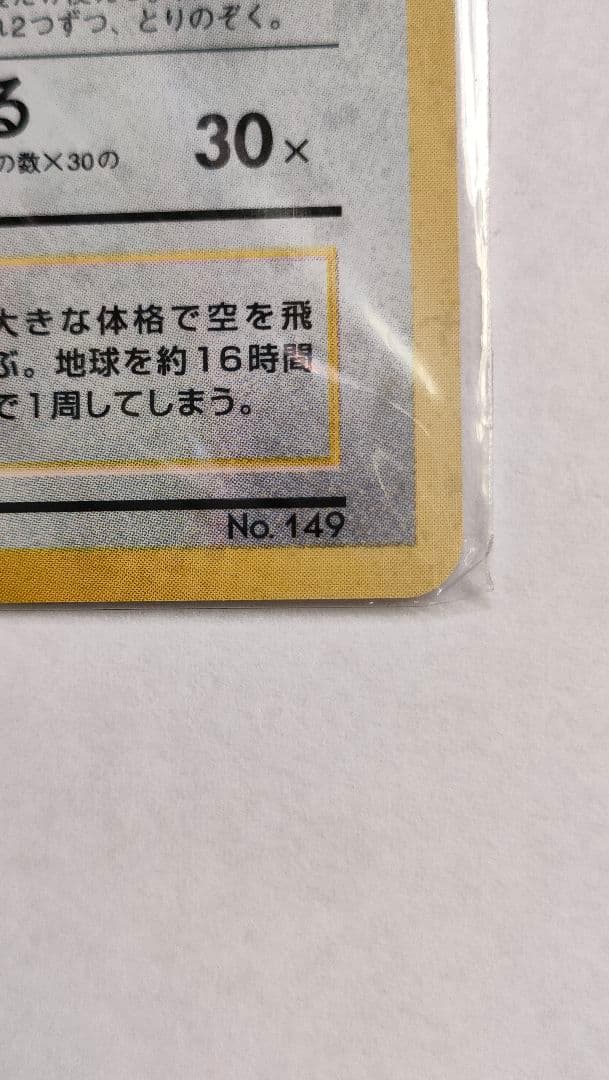 2つずつ、とりのぞく。
る
の数×30の
30×
大きな体格で空を飛
ぶ。地球を約16時間
で1周してしまう。
No. 149